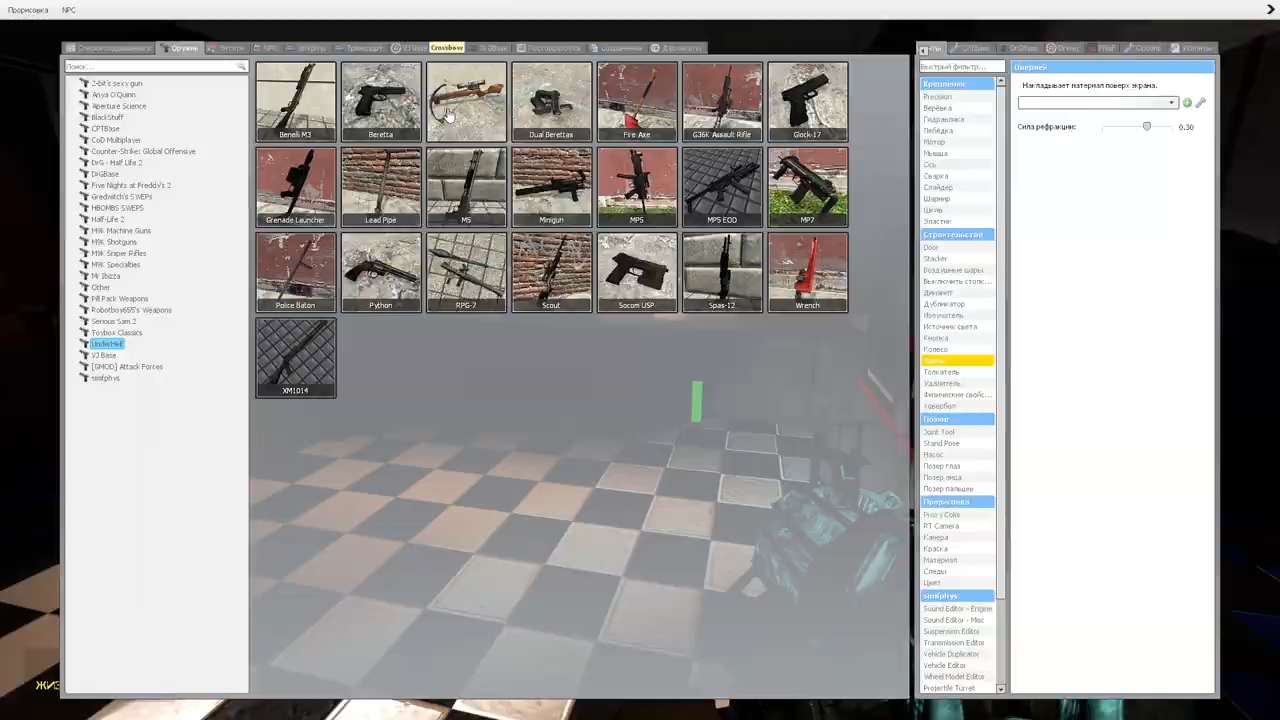 Прорисовка NPC
Оружие
Crossbow
Поиск...
2-bit's sexy gun
Anya O'Quinn
Aperture Science
BlackStuff
CPTBase
CoD Multiplayer
Counter-Strike: Global Offensive
DrG - Half Life 2
DrGBase
Five Nights at Freddy's 2
Gredwitch's SWEPs
HBOMBS SWEPS
Half-Life 2
M9K Machine Guns
M9K Shotguns
M9K Sniper Rifles
M9K Specialties
Mr Ibizza
Other
Pill Pack Weapons
Robotboy655's Weapons
Serious Sam 2
Toybox Classics
UnderHell
VJ Base
[GMOD] Attack Forces
simfphys
Beneli M3
Beretta
Dual Berettas
Fire Axe
G36K Assault Rifle
Glock-17
Grenade Launcher
Lead Pipe
M5
Minigun
MP5
MP5 EOD
MP7
Police Baton
Python
RPG-7
Scout
Socom USP
Spas-12
Wrench
XM1014
Быстрый фильтр...
Крепления
Precision
Верёвка
Гидравлика
Лебёдка
Мотор
Мышца
Ось
Сварка
Слайдер
Шарнир
Шкив
Эластик
Строительство
Door
Stacker
Воздушные шары
Выключить столк...
Динамит
Дубликатор
Излучатель
Источник света
Кнопка
Колесо
Толкатель
Удалитель
Физические свойс...
Ховербол
Позинг
Joint Tool
Stand Pose
Насос
Позер глаз
Позер лица
Позер пальцев
Прорисовка
Proxy Color
RT Camera
Камера
Краска
Материал
Следы
Цвет
simfphys
Sound Editor - Engine
Sound Editor - Misc
Suspension Editor
Transmission Editor
Vehicle Duplicator
Vehicle Editor
Wheel Model Editor
Projectile Turret
Оверлей
Накладывает материал поверх экрана.
Сила рефракции: 0.30